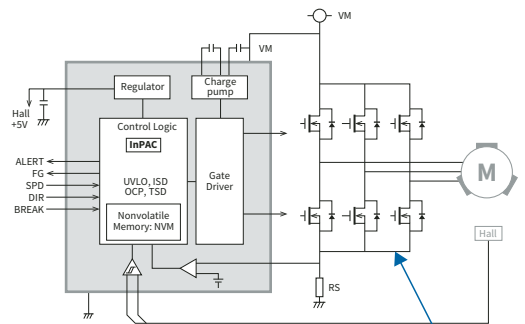 VM
VM
Regulator
Charge
pump
Hall
+5V
Control Logic
InPAC
ALERT
FG
SPD
DIR
BREAK
UVLO, ISD
OCP, TSD
Gate
Driver
Nonvolatile
Memory: NVM
M
Hall
RS